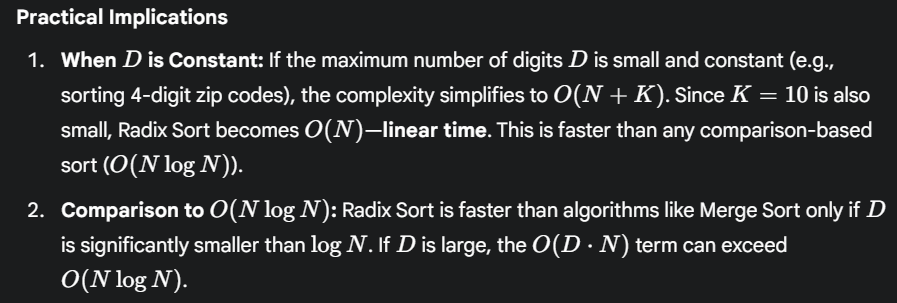 Practical Implications
1. When D is Constant: If the maximum number of digits D is small and constant (e.g.,
sorting 4-digit zip codes), the complexity simplifies to O(N + K). Since K = 10 is also
small, Radix Sort becomes O(N)—linear time. This is faster than any comparison-based
sort (O(N log N)).
2. Comparison to O(N log N): Radix Sort is faster than algorithms like Merge Sort only if D
is significantly smaller than log N. If D is large, the O(D · N) term can exceed
O(N log N).